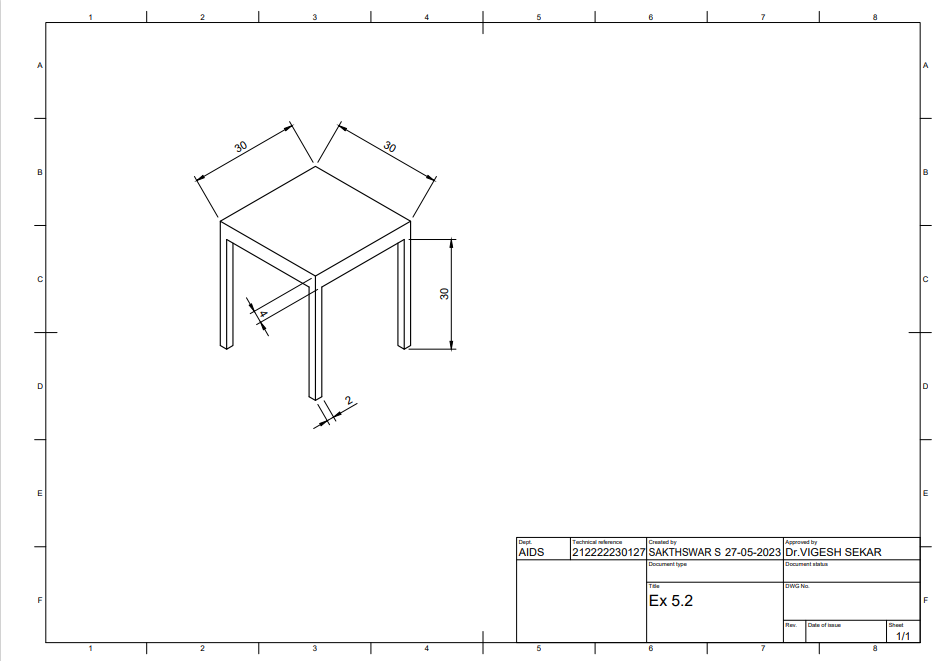 1 2 3 4 5 6 7 8
A A
30 30
B B
C C
30
4
D D
2
E E
Dept. Technical reference Created by Approved by
AIDS 212222230127 SAKTHSWAR S 27-05-2023 Dr.VIGESH SEKAR
Document type Document status
Title DWG No.
Ex 5.2
F F
Rev. Date of issue Sheet
1/1
1 2 3 4 5 6 7 8